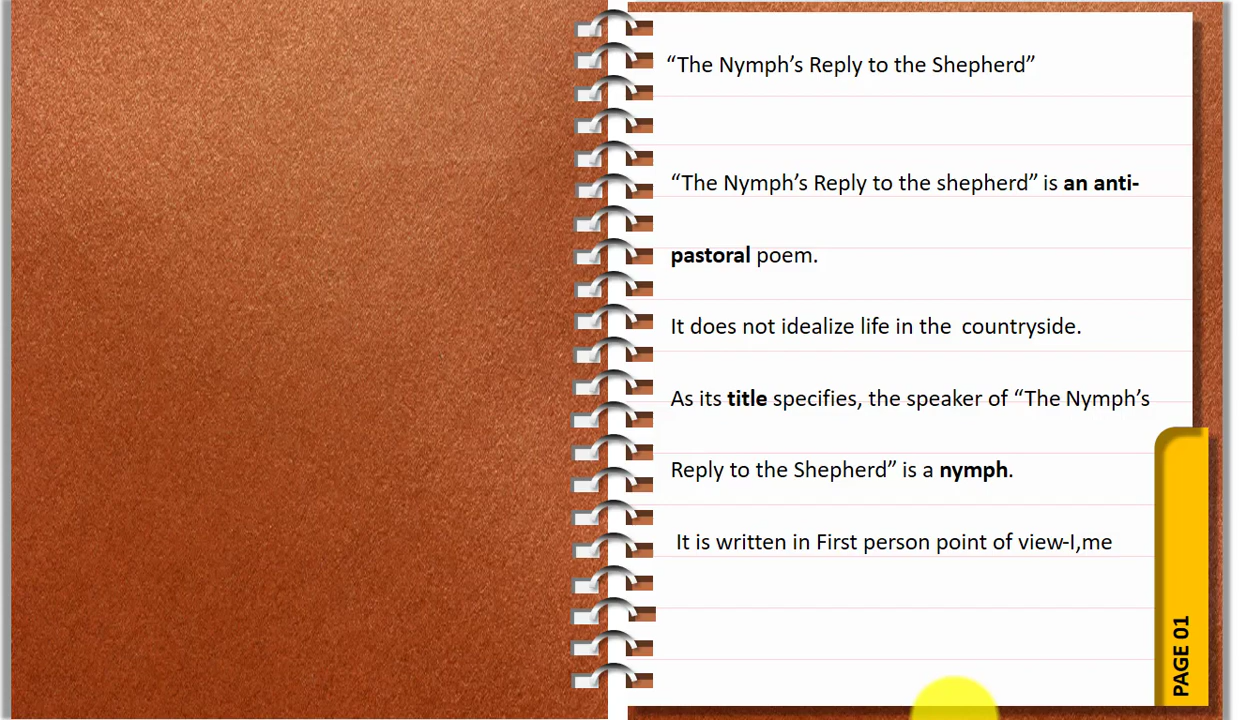 “The Nymph’s Reply to the Shepherd”
“The Nymph’s Reply to the shepherd” is an anti-
pastoral poem.
It does not idealize life in the countryside.
As its title specifies, the speaker of “The Nymph’s
Reply to the Shepherd” is a nymph.
It is written in First person point of view-I,me
PAGE 01